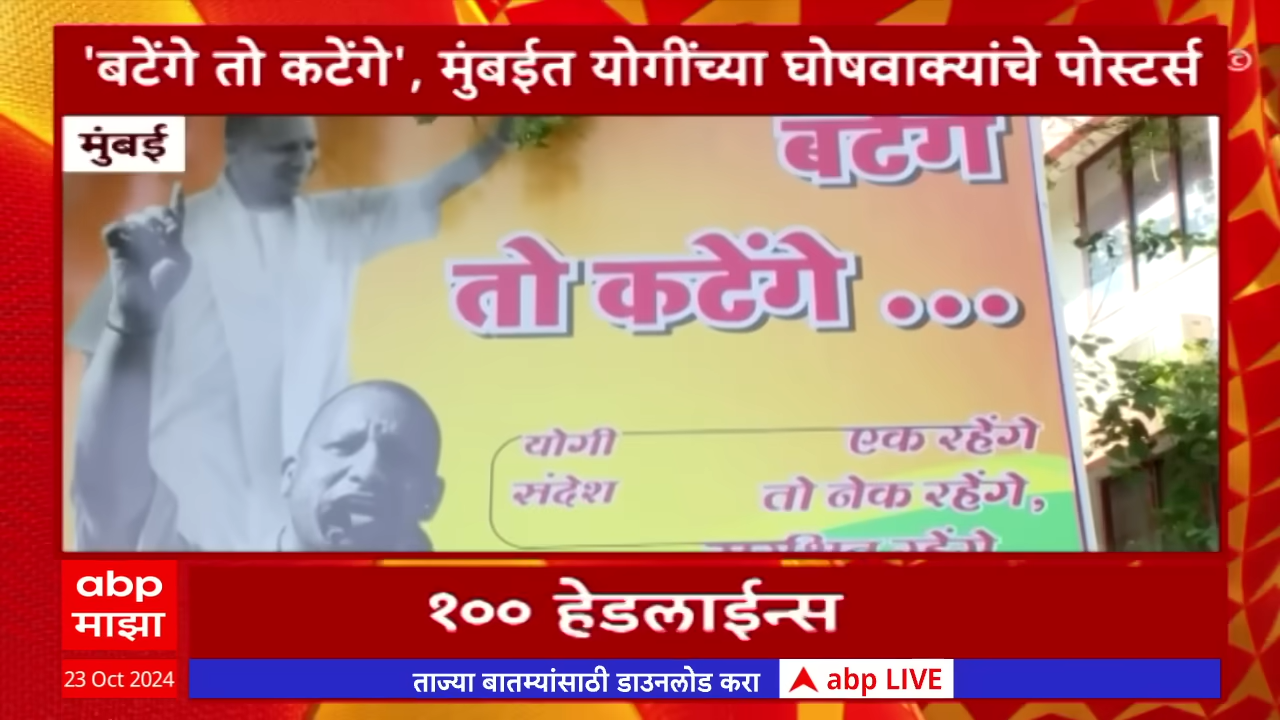 'बटेंगे तो कटेंगे', मुंबईत योगींच्या घोषवाक्यांचे पोस्टर्स
©
मुंबई
बटेंगे
तो कटेंगे ...
योगी
संदेश
एक रहेंगे
तो नेक रहेंगे,
abp
माझा
१०० हेडलाईन्स
23 Oct 2024
ताज्या बातम्यांसाठी डाउनलोड करा
abp LIVE